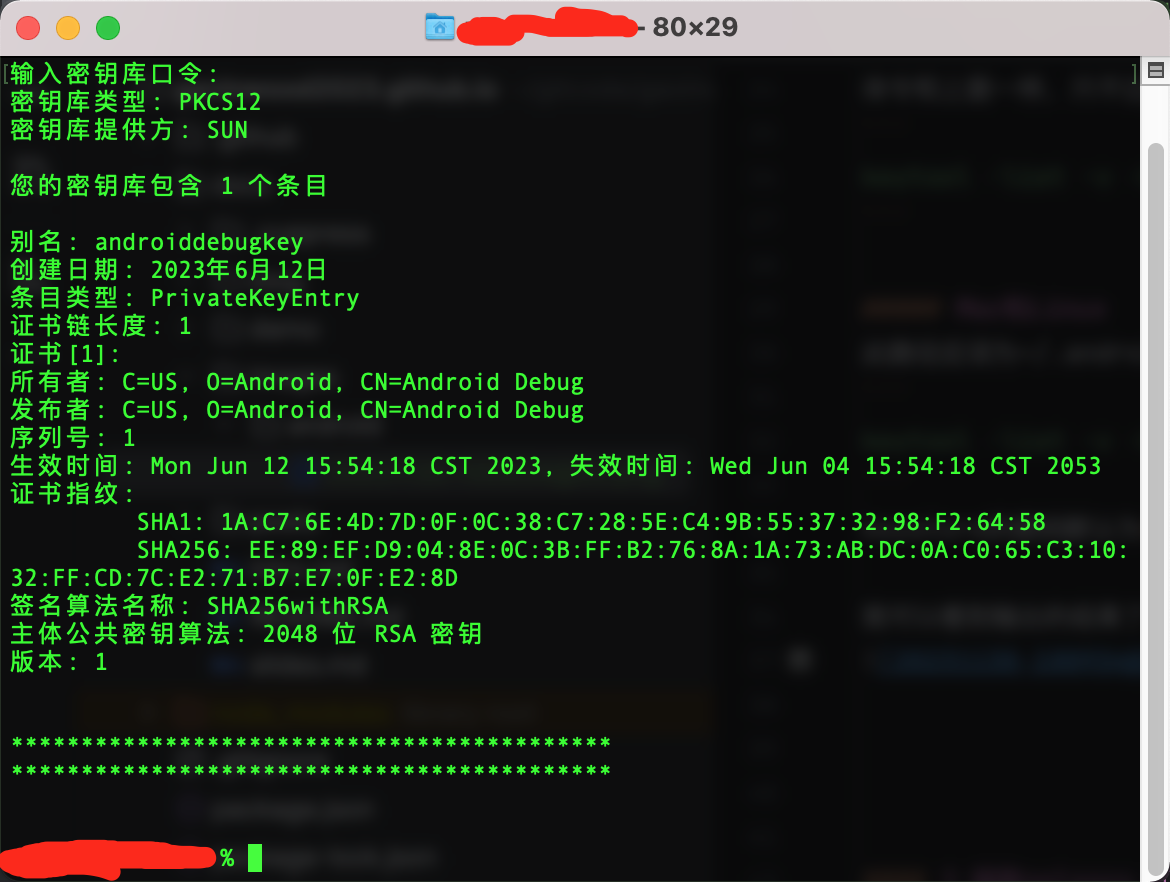 - 80×29
输入密钥库口令:
密钥库类型: PKCS12
密钥库提供方: SUN
您的密钥库包含 1 个条目
别名: androiddebugkey
创建日期: 2023年6月12日
条目类型: PrivateKeyEntry
证书链长度: 1
证书[1]:
所有者: C=US, O=Android, CN=Android Debug
发布者: C=US, O=Android, CN=Android Debug
序列号: 1
生效时间: Mon Jun 12 15:54:18 CST 2023, 失效时间: Wed Jun 04 15:54:18 CST 2053
证书指纹:
SHA1: 1A:C7:6E:4D:7D:0F:0C:38:C7:28:5E:C4:9B:55:37:32:98:F2:64:58
SHA256: EE:89:EF:D9:04:8E:0C:3B:FF:B2:76:8A:1A:73:AB:DC:0A:C0:65:C3:10:
32:FF:CD:7C:E2:71:B7:E7:0F:E2:8D
签名算法名称: SHA256withRSA
主体公共密钥算法: 2048 位 RSA 密钥
版本: 1
*******************************************
*******************************************
%